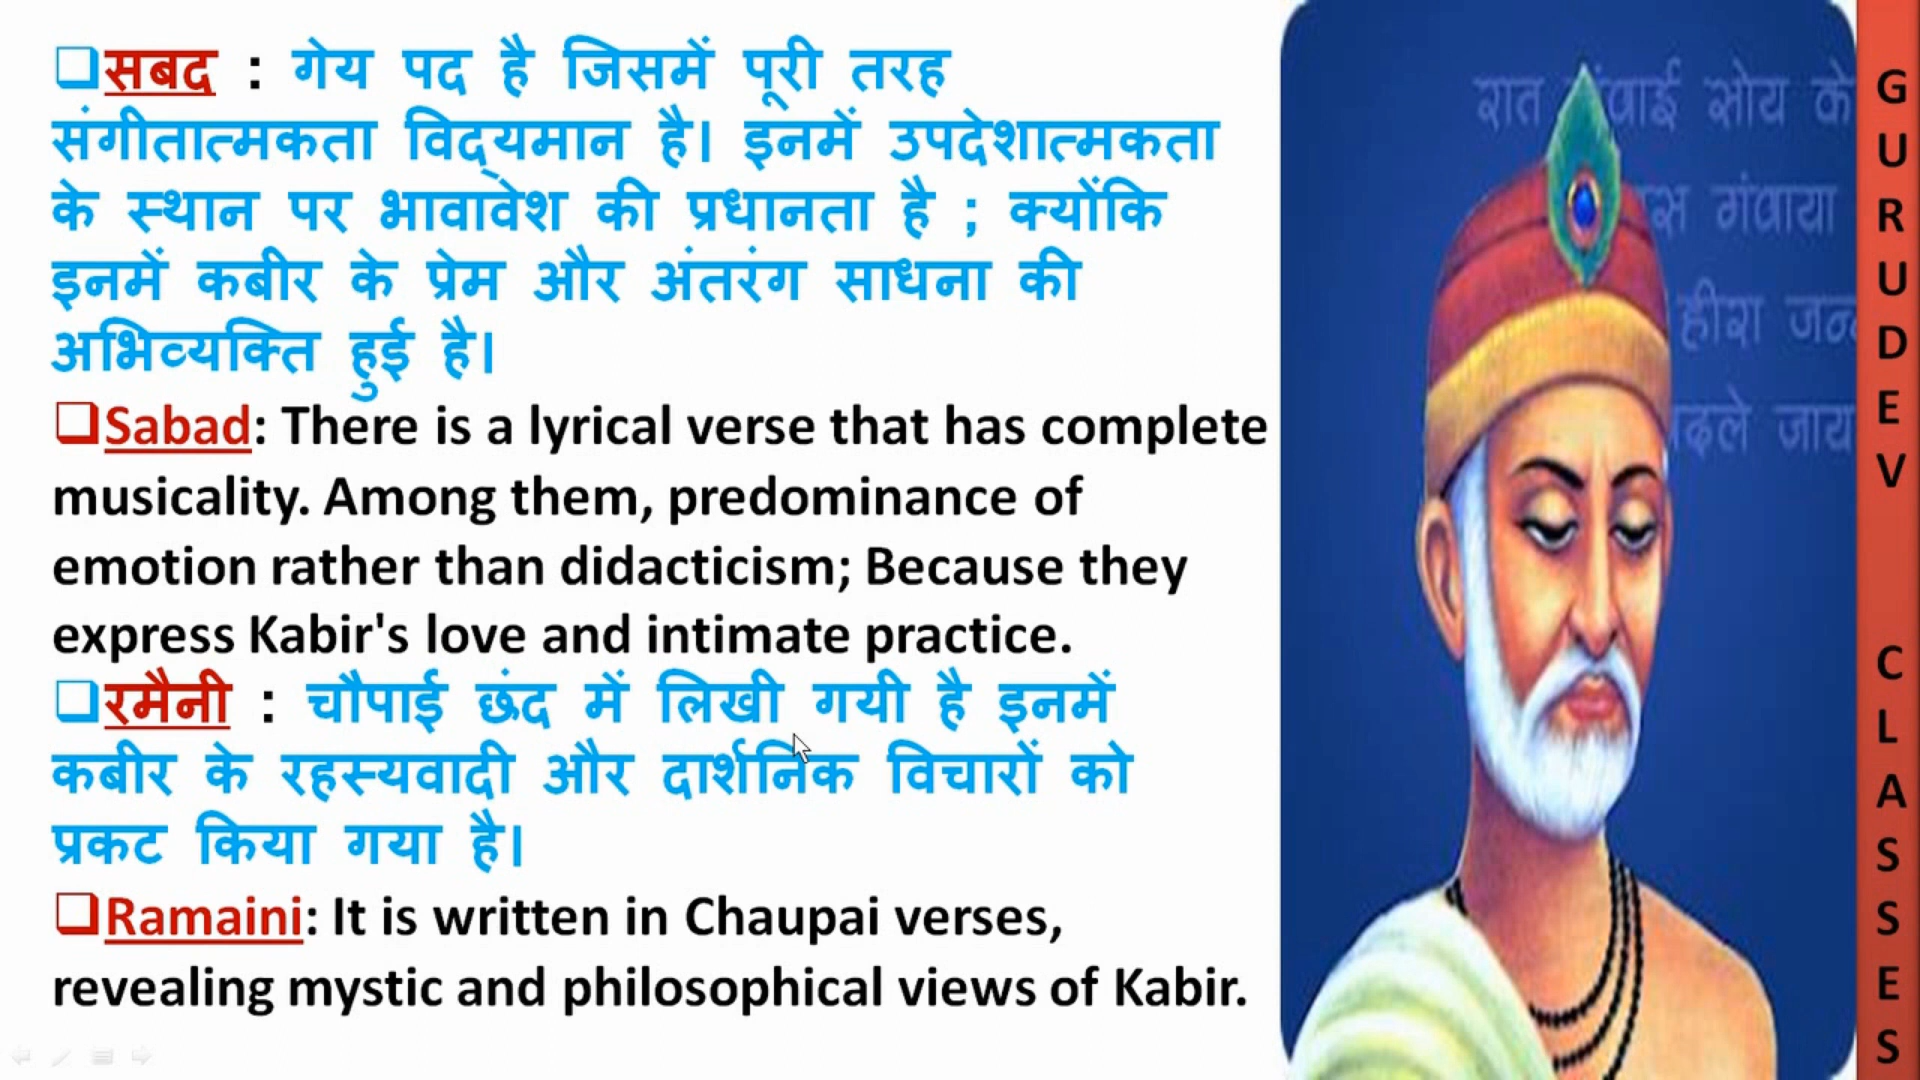 सबद : गेय पद है जिसमें पूरी तरह
संगीतात्मकता विद्यमान है। इनमें उपदेशात्मकता
के स्थान पर भावावेश की प्रधानता है ; क्योंकि
इनमें कबीर के प्रेम और अंतरंग साधना की
अभिव्यक्ति हुई है।
Sabad: There is a lyrical verse that has complete
musicality. Among them, predominance of
emotion rather than didacticism; Because they
express Kabir's love and intimate practice.
रमैनी : चौपाई छंद में लिखी गयी है इनमें
कबीर के रहस्यवादी और दार्शनिक विचारों को
प्रकट किया गया है।
Ramaini: It is written in Chaupai verses,
revealing mystic and philosophical views of Kabir.
रात सोय के
गंवाया
हीरा
जाय
GURUDEV CLASSES